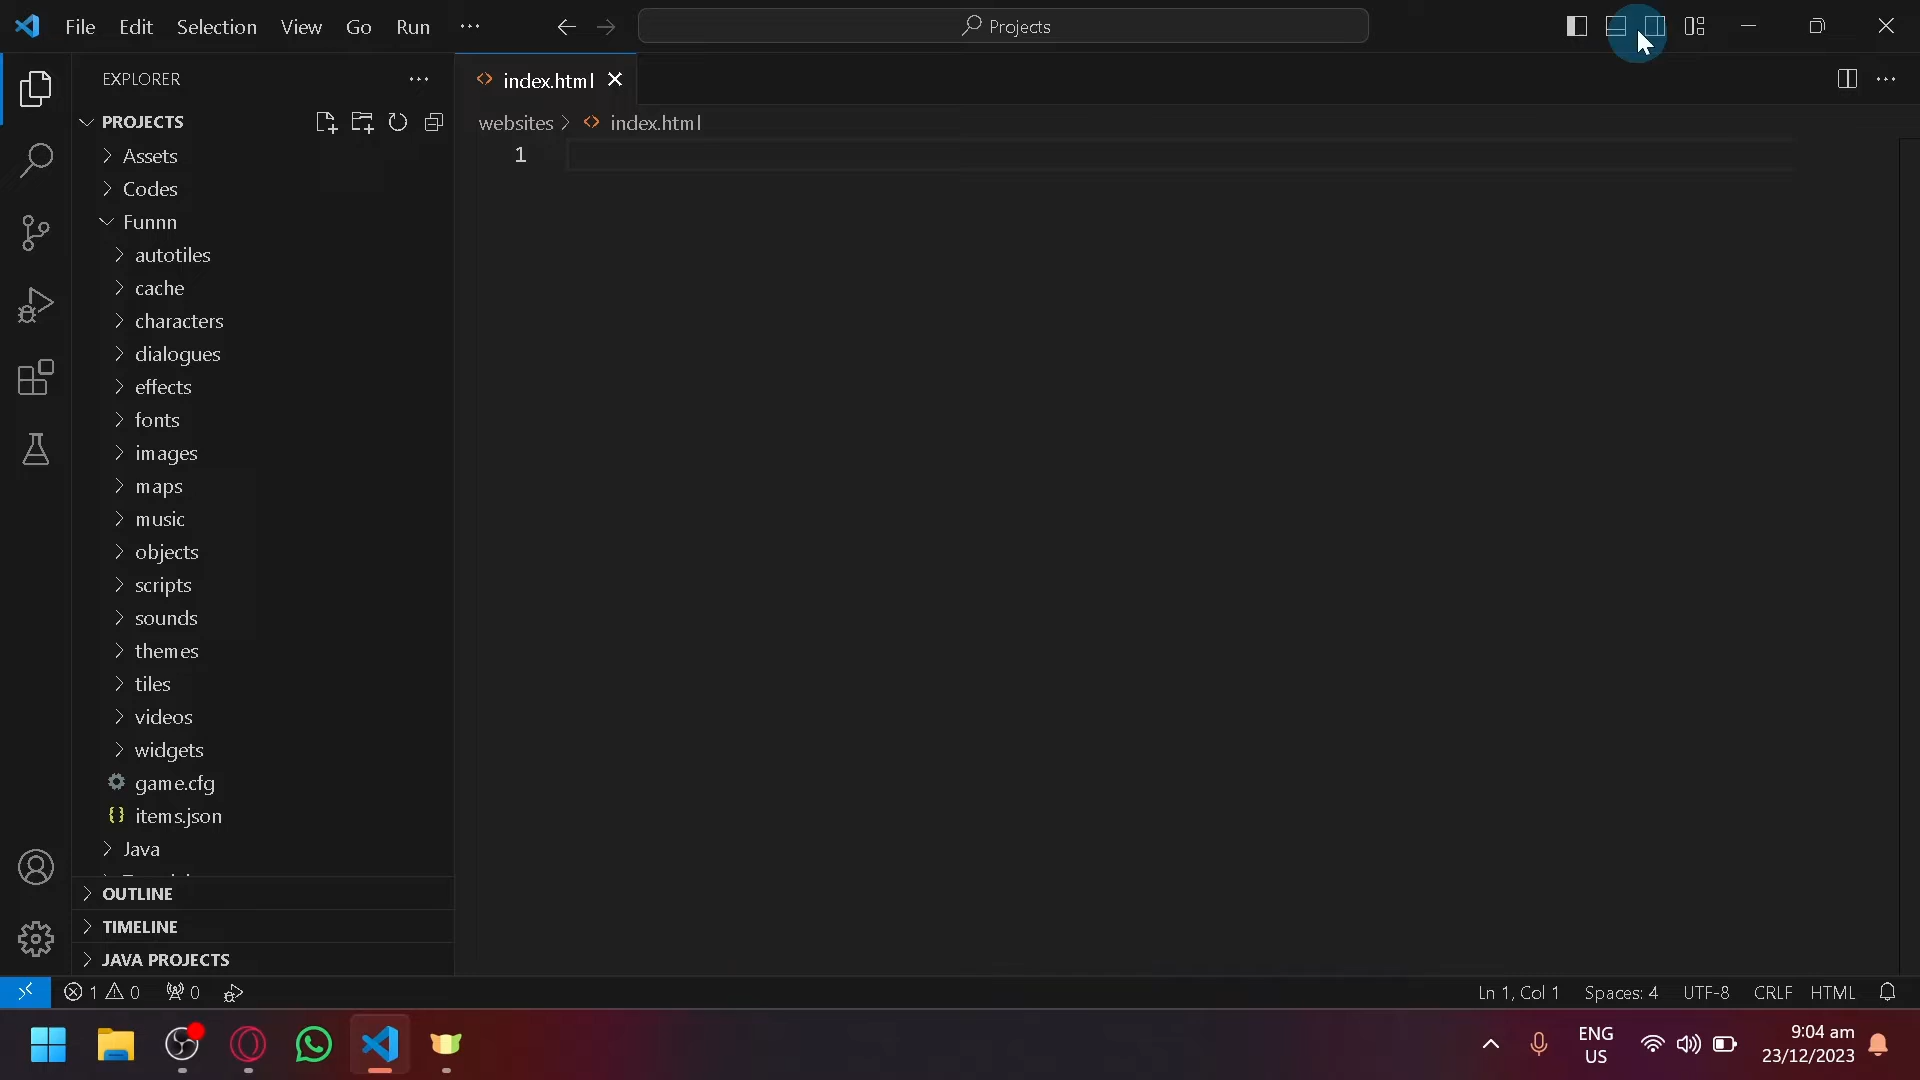 File Edit Selection View Go Run ···
Projects
EXPLORER ···
index.html
PROJECTS
websites > index.html
1
Assets
Codes
Funnn
autotiles
cache
characters
dialogues
effects
fonts
images
maps
music
objects
scripts
sounds
themes
tiles
videos
widgets
game.cfg
{} items.json
Java
OUTLINE
TIMELINE
JAVA PROJECTS
1 0 0
Ln 1, Col 1 Spaces: 4 UTF-8 CRLF HTML
ENG
US
9:04 am
23/12/2023